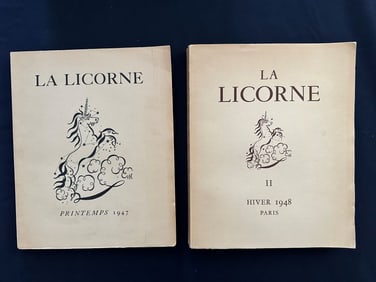 LA LICORNE
PRINTEMPS 1947
LA
LICORNE
II
HIVER 1948
PARIS